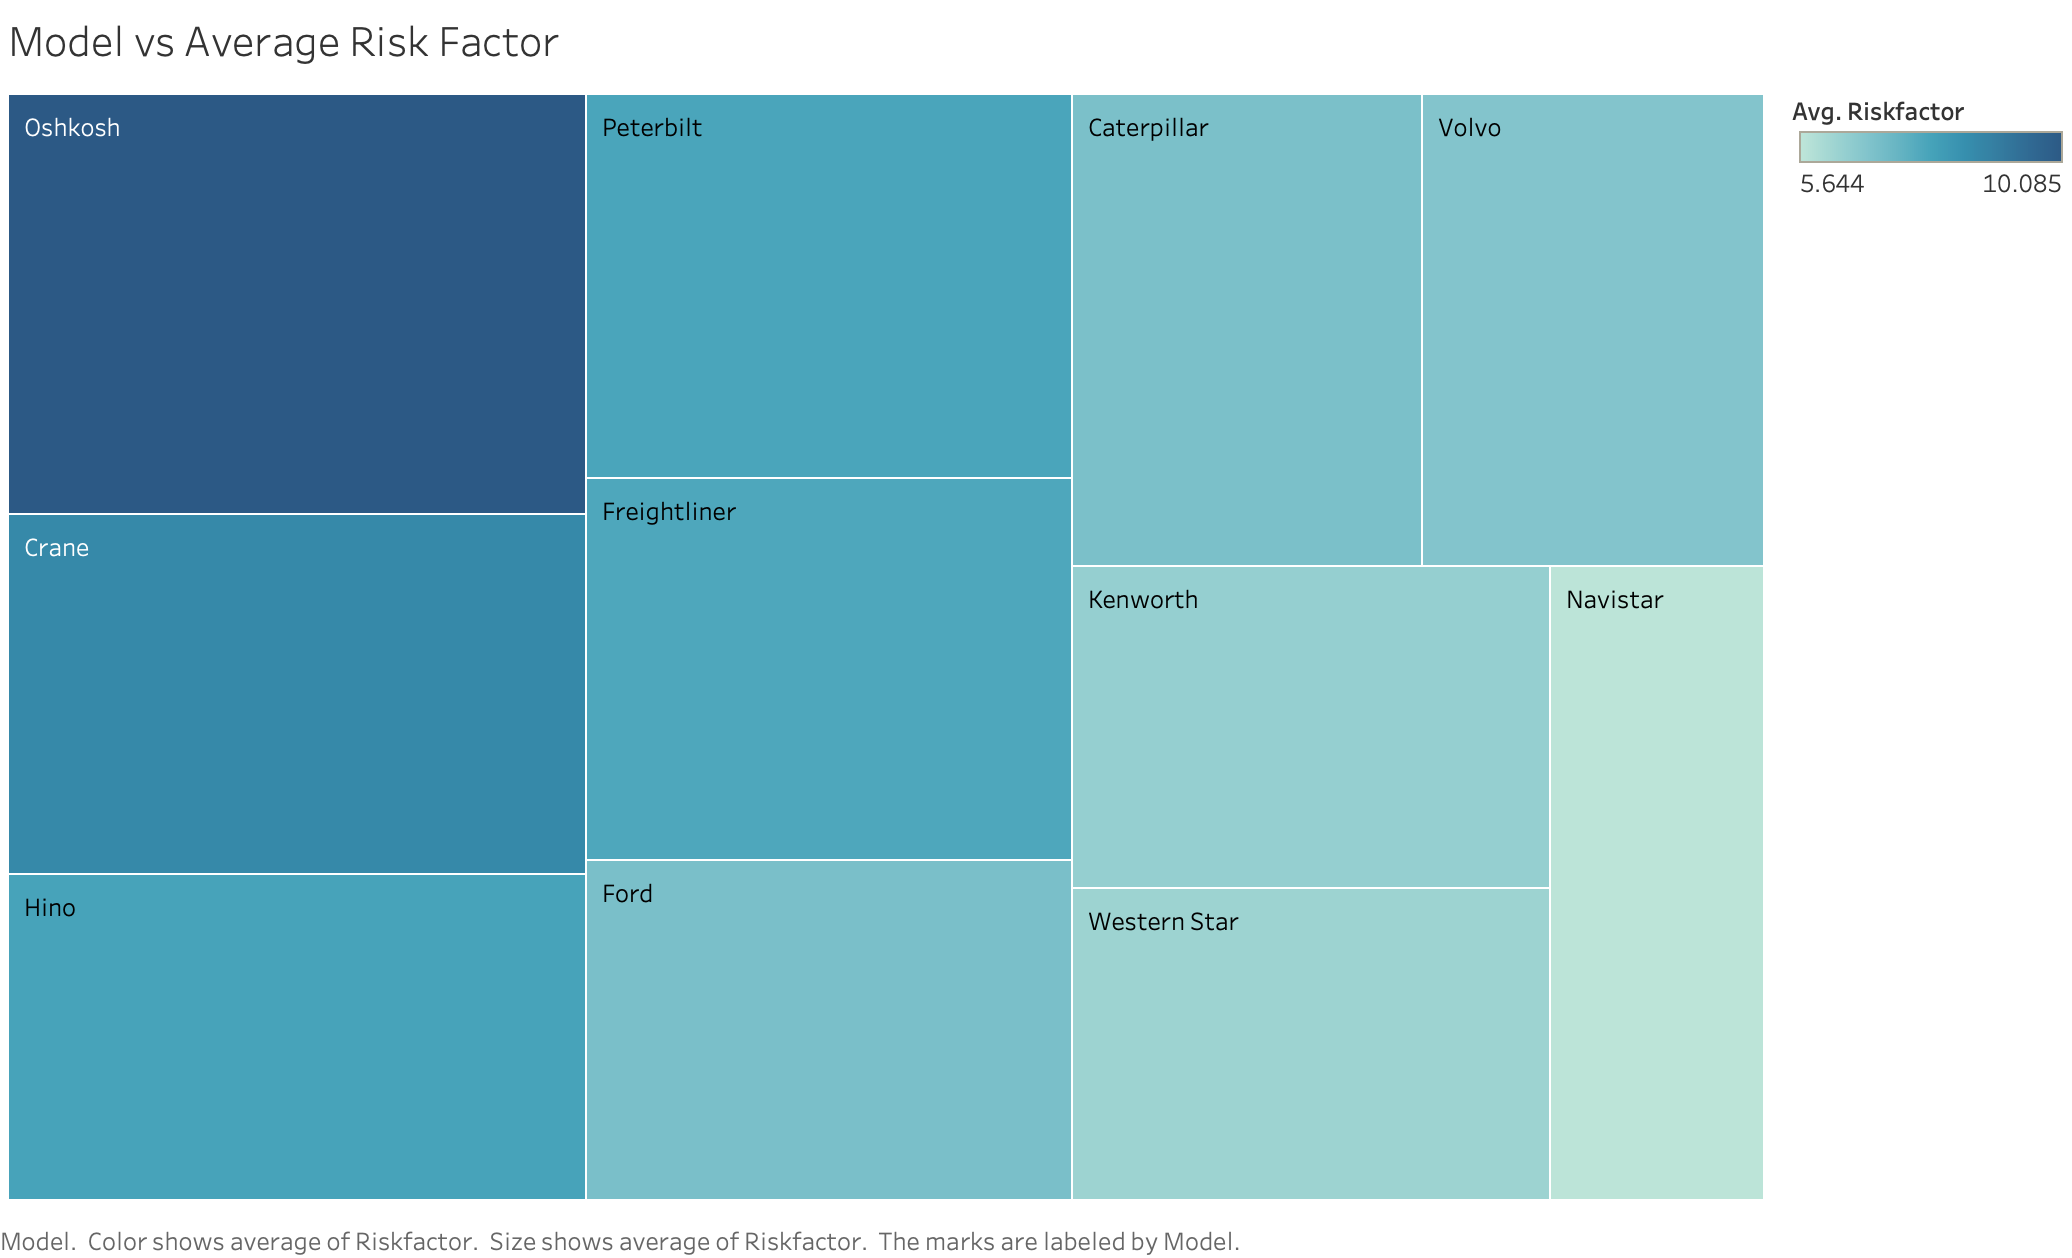 Model vs Average Risk Factor
Oshkosh
Peterbilt
Caterpillar
Volvo
Avg. Riskfactor
5.644
10.085
Freightliner
Crane
Kenworth
Navistar
Ford
Hino
Western Star
Model.  Color shows average of Riskfactor.  Size shows average of Riskfactor.  The marks are labeled by Model.